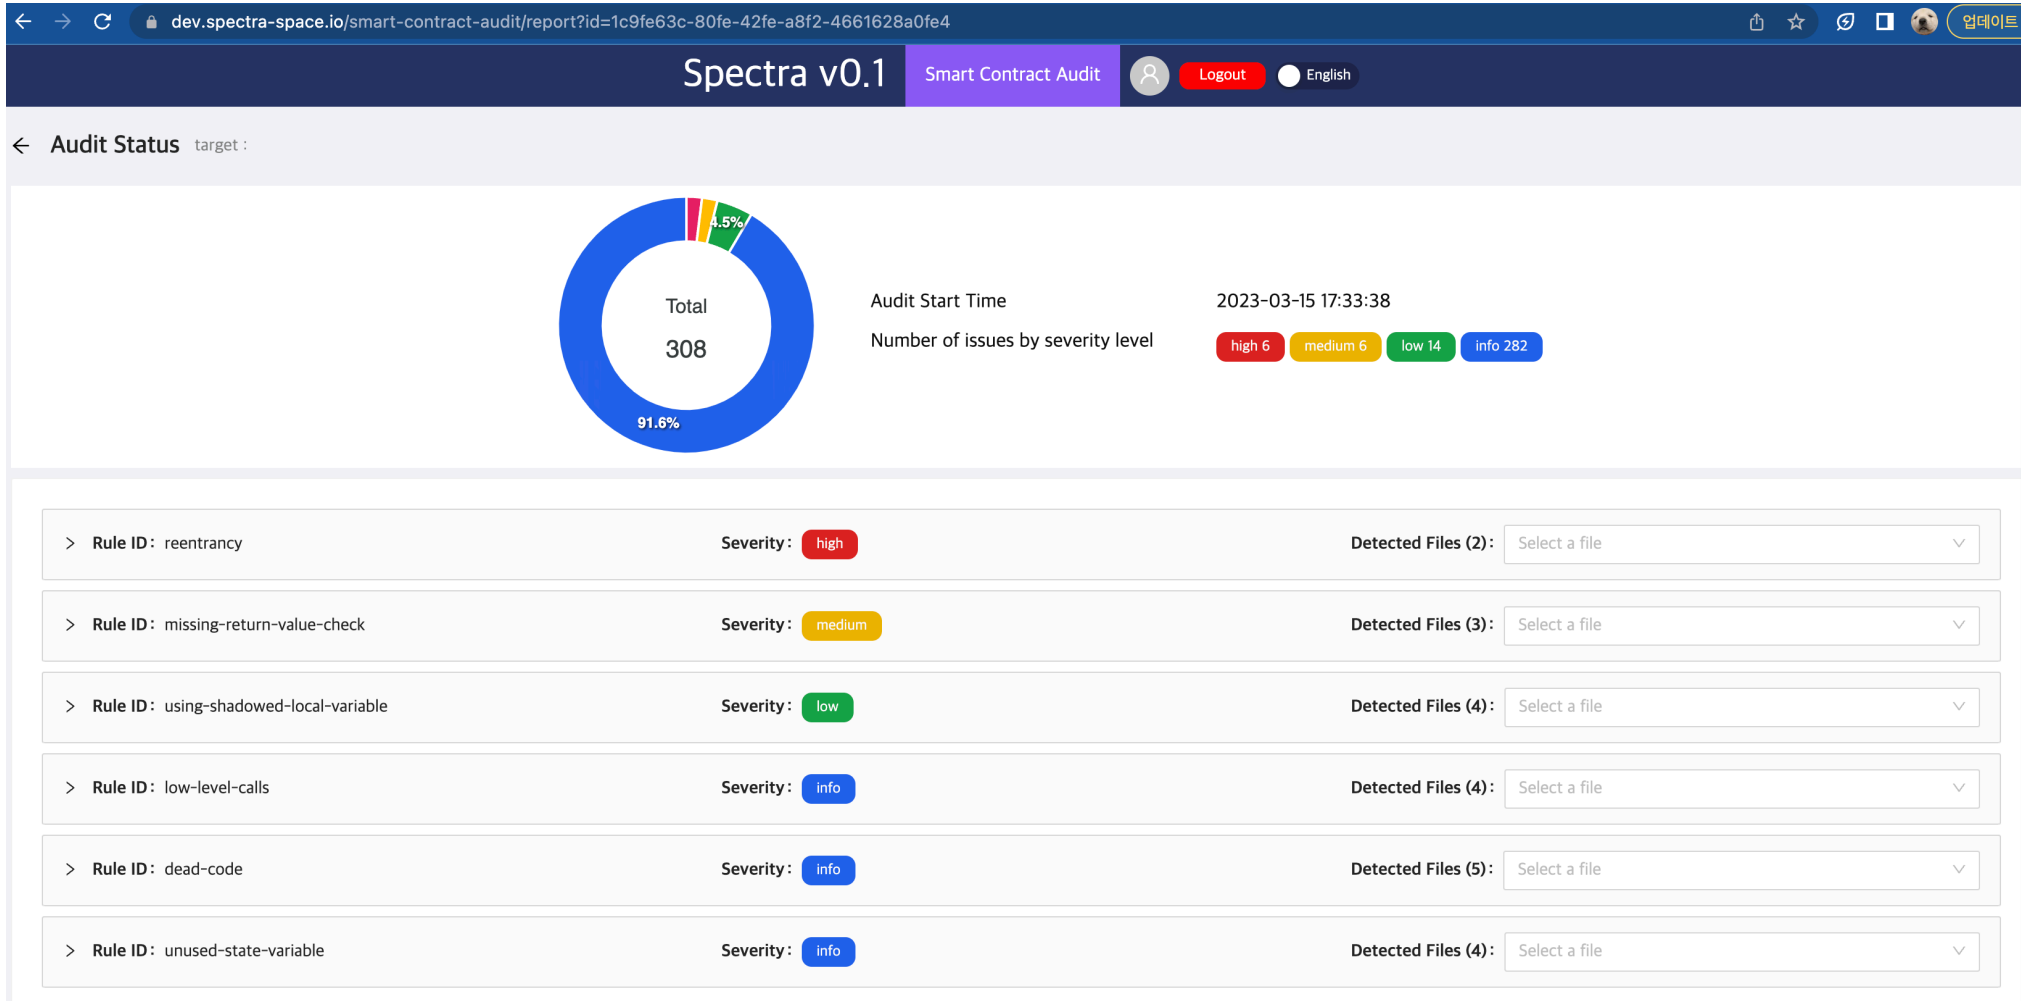 dev.spectra-space.io/smart-contract-audit/report?id=1c9fe63c-80fe-42fe-a8f2-4661628a0fe4 업데이트
Spectra v0.1 Smart Contract Audit Logout English
Audit Status target :
4.5%
Total
308
91.6%
Audit Start Time 2023-03-15 17:33:38
Number of issues by severity level high 6 medium 6 low 14 info 282
Rule ID : reentrancy Severity : high Detected Files (2) : Select a file
Rule ID : missing-return-value-check Severity : medium Detected Files (3) : Select a file
Rule ID : using-shadowed-local-variable Severity : low Detected Files (4) : Select a file
Rule ID : low-level-calls Severity : info Detected Files (4) : Select a file
Rule ID : dead-code Severity : info Detected Files (5) : Select a file
Rule ID : unused-state-variable Severity : info Detected Files (4) : Select a file